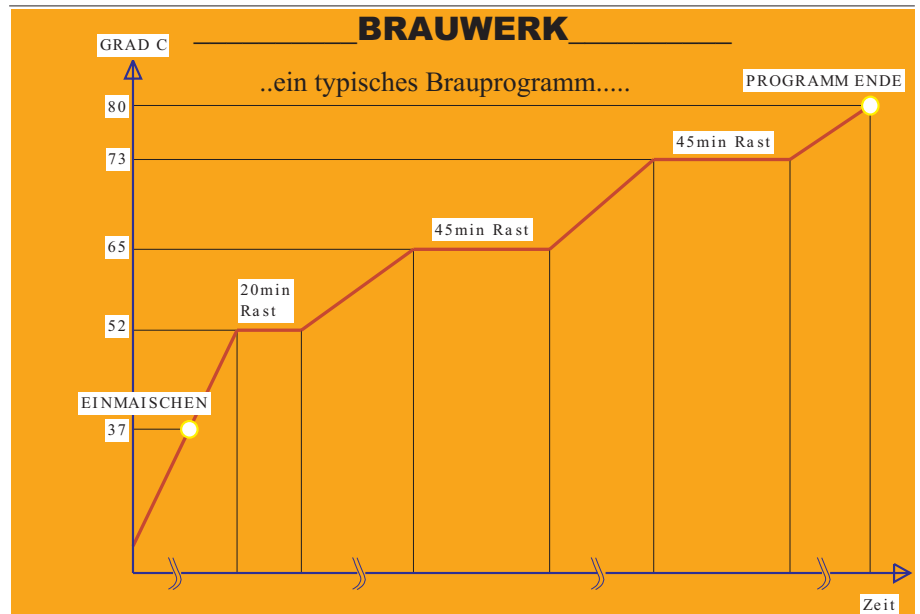 BRAUWERK
GRAD C
..ein typisches Brauprogramm.....
PROGRAMM ENDE
80
45min Rast
73
45min Rast
65
20min
Rast
52
EINMAISCHEN
37
Zeit